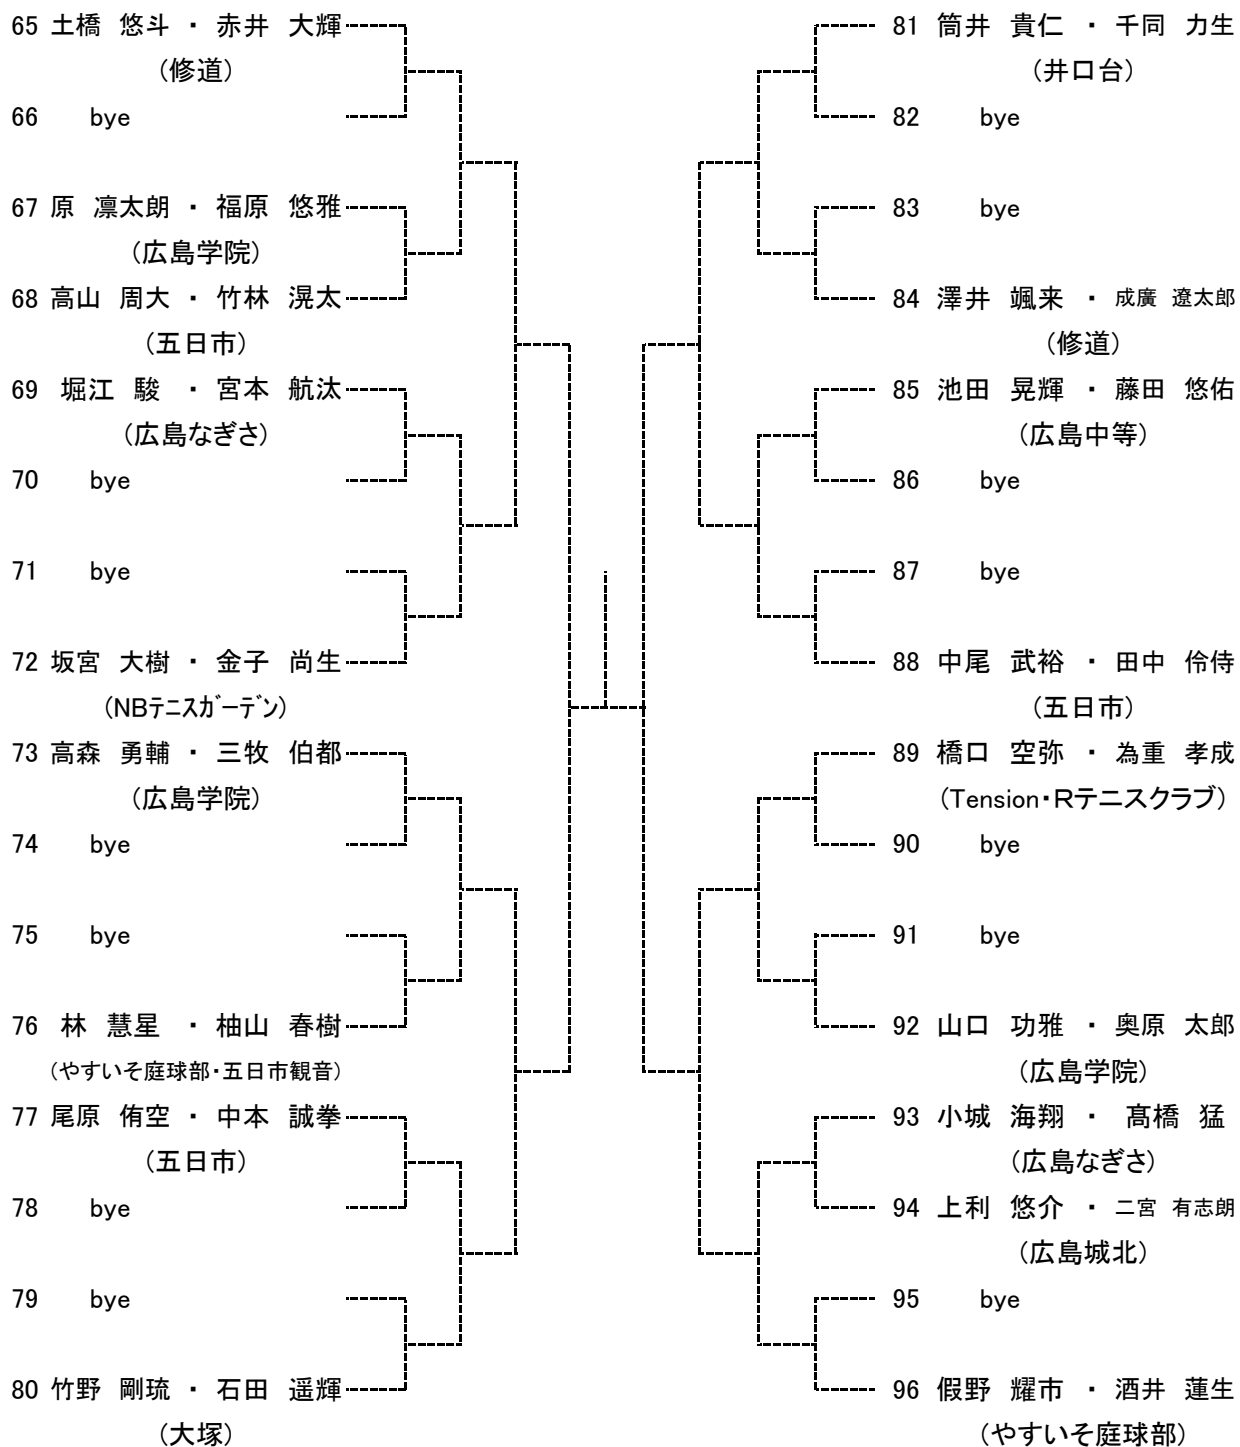 65 土橋 悠斗 ・ 赤井 大輝
(修道)
66 bye
67 原 凛太朗 ・ 福原 悠雅
(広島学院)
68 高山 周大 ・ 竹林 滉太
(五日市)
69 堀江 駿 ・ 宮本 航汰
(広島なぎさ)
70 bye
71 bye
72 坂宮 大樹 ・ 金子 尚生
(NBテニスガーデン)
73 高森 勇輔 ・ 三牧 伯都
(広島学院)
74 bye
75 bye
76 林 慧星 ・ 柚山 春樹
(やすいそ庭球部・五日市観音)
77 尾原 侑空 ・ 中本 誠拳
(五日市)
78 bye
79 bye
80 竹野 剛琉 ・ 石田 遥輝
(大塚)
81 筒井 貴仁 ・ 千同 力生
(井口台)
82 bye
83 bye
84 澤井 颯来 ・ 成廣 遼太郎
(修道)
85 池田 晃輝 ・ 藤田 悠佑
(広島中等)
86 bye
87 bye
88 中尾 武裕 ・ 田中 伶侍
(五日市)
89 橋口 空弥 ・ 為重 孝成
(Tension・Rテニスクラブ)
90 bye
91 bye
92 山口 功雅 ・ 奥原 太郎
(広島学院)
93 小城 海翔 ・ 髙橋 猛
(広島なぎさ)
94 上利 悠介 ・ 二宮 有志朗
(広島城北)
95 bye
96 假野 耀市 ・ 酒井 蓮生
(やすいそ庭球部)